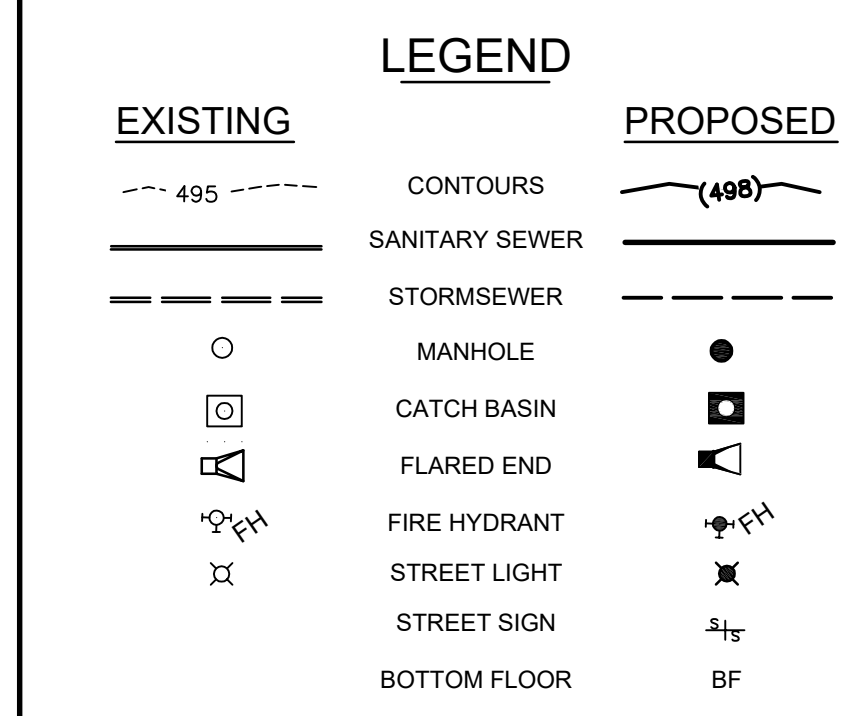 LEGEND
EXISTING PROPOSED
495 CONTOURS (498)
SANITARY SEWER
STORMSEWER
MANHOLE
CATCH BASIN
FLARED END
FH FIRE HYDRANT FH
STREET LIGHT
STREET SIGN S S
BOTTOM FLOOR BF